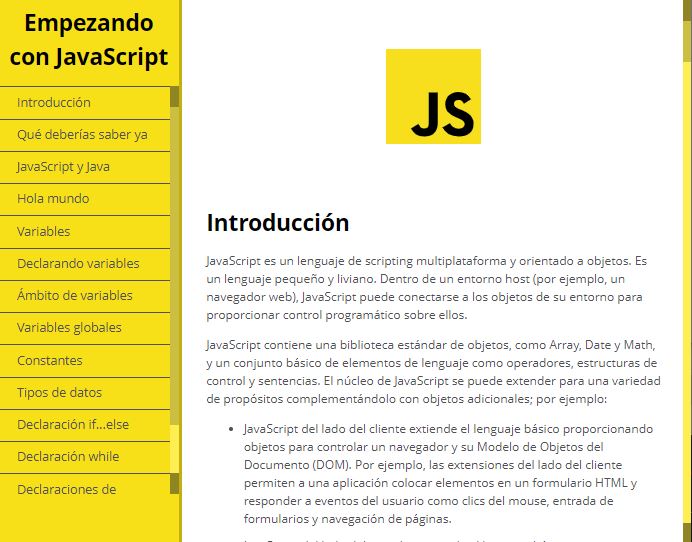 Empezando
con JavaScript
Introducción
Qué deberías saber ya
JavaScript y Java
Hola mundo
Variables
Declarando variables
Ámbito de variables
Variables globales
Constantes
Tipos de datos
Declaración if...else
Declaración while
Declaraciones de
JS
Introducción
JavaScript es un lenguaje de scripting multiplataforma y orientado a objetos. Es
un lenguaje pequeño y liviano. Dentro de un entorno host (por ejemplo, un
navegador web), JavaScript puede conectarse a los objetos de su entorno para
proporcionar control programático sobre ellos.
JavaScript contiene una biblioteca estándar de objetos, como Array, Date y Math,
y un conjunto básico de elementos de lenguaje como operadores, estructuras de
control y sentencias. El núcleo de JavaScript se puede extender para una variedad
de propósitos complementándolo con objetos adicionales; por ejemplo:
• JavaScript del lado del cliente extiende el lenguaje básico proporcionando
objetos para controlar un navegador y su Modelo de Objetos del
Documento (DOM). Por ejemplo, las extensiones del lado del cliente
permiten a una aplicación colocar elementos en un formulario HTML y
responder a eventos del usuario como clics del mouse, entrada de
formularios y navegación de páginas.